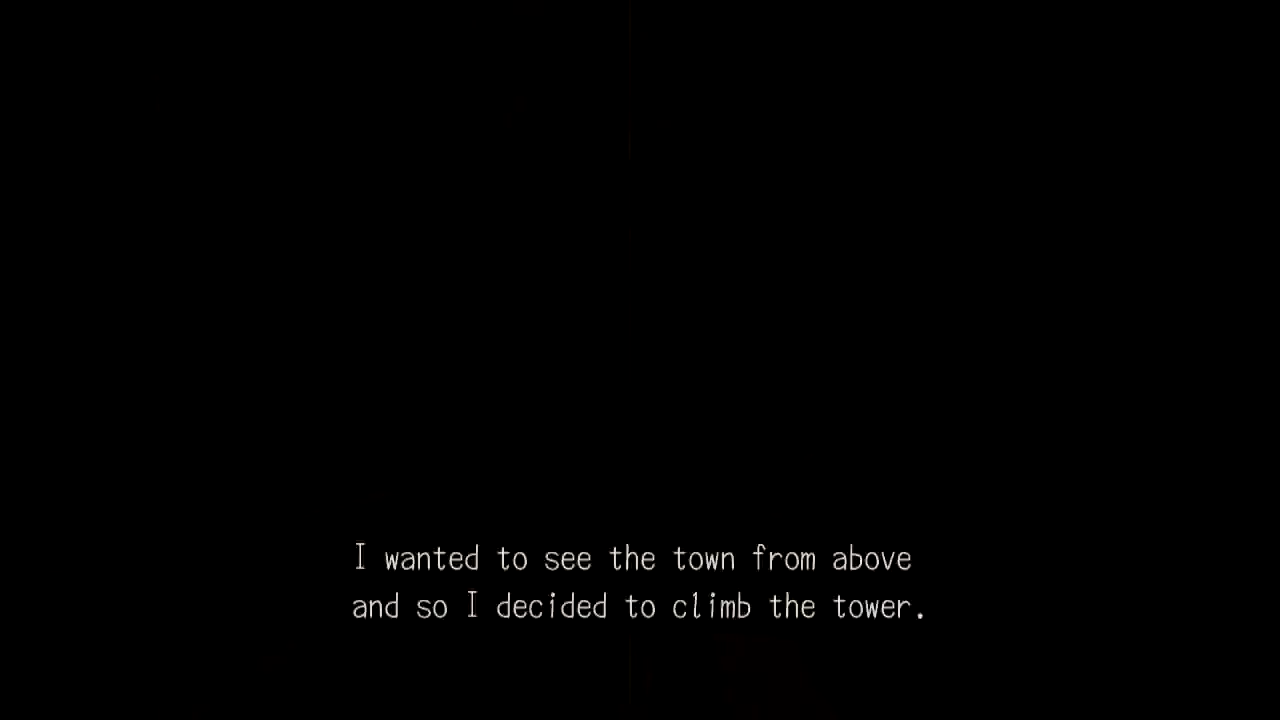 I wanted to see the town from above
and so I decided to climb the tower.